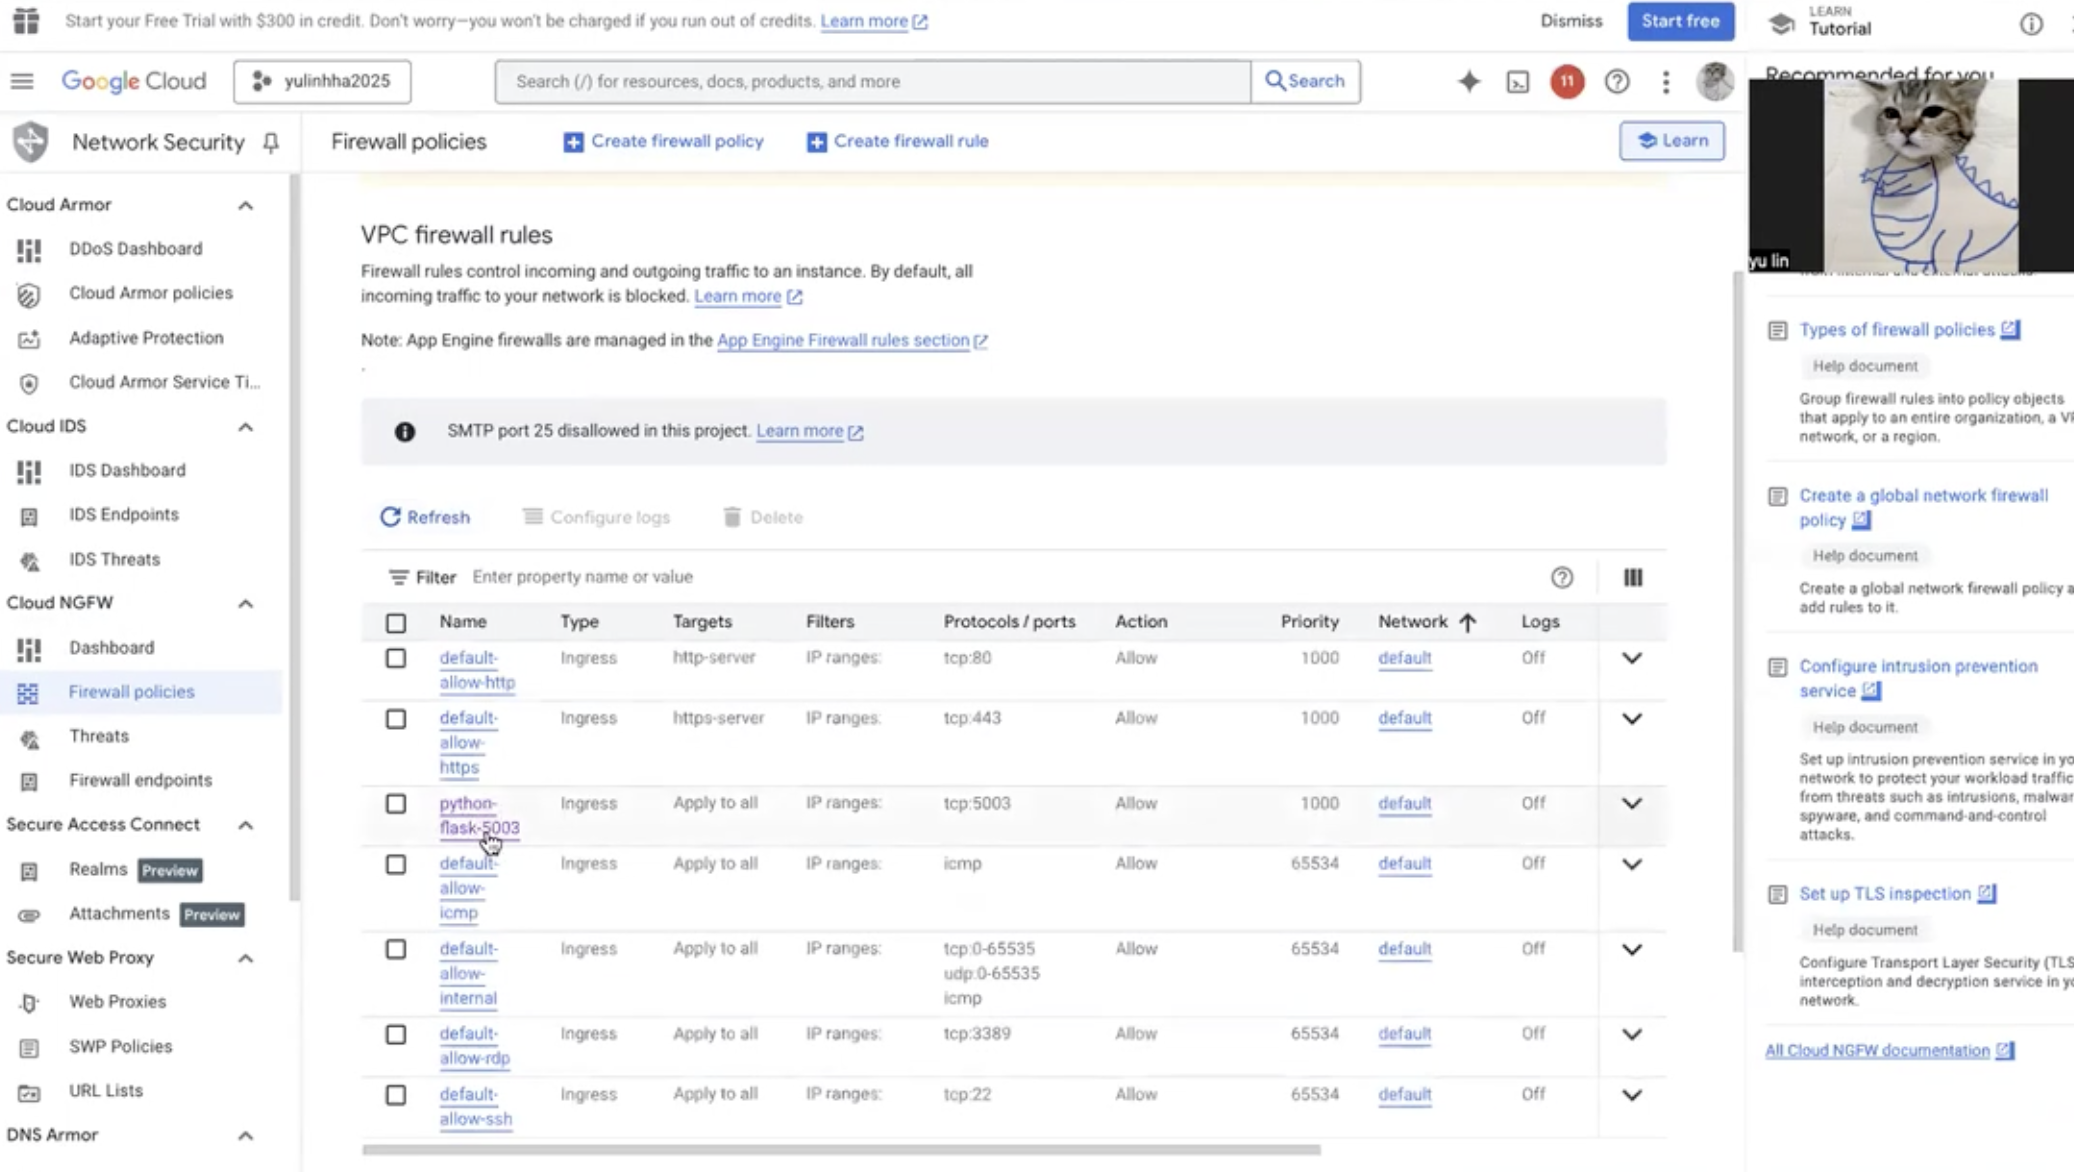 Start your Free Trial with $300 in credit. Don't worry—you won't be charged if you run out of credits. Learn more
Dismiss
Start free
LEARN
Tutorial
Google Cloud
yulinhha2025
Search (/) for resources, docs, products, and more
Search
11
Recommended for you
Network Security
Firewall policies
Create firewall policy
Create firewall rule
Learn
yu lin
Cloud Armor
DDoS Dashboard
Cloud Armor policies
Adaptive Protection
Cloud Armor Service Ti...
Cloud IDS
IDS Dashboard
IDS Endpoints
IDS Threats
Cloud NGFW
Dashboard
Firewall policies
Threats
Firewall endpoints
Secure Access Connect
Realms Preview
Attachments Preview
Secure Web Proxy
Web Proxies
SWP Policies
URL Lists
DNS Armor
VPC firewall rules
Firewall rules control incoming and outgoing traffic to an instance. By default, all
incoming traffic to your network is blocked. Learn more
Note: App Engine firewalls are managed in the App Engine Firewall rules section
.
SMTP port 25 disallowed in this project. Learn more
Refresh
Configure logs
Delete
Filter Enter property name or value
Name Type Targets Filters Protocols / ports Action Priority Network Logs
default- Ingress http-server IP ranges: tcp:80 Allow 1000 default Off
allow-http
default- Ingress https-server IP ranges: tcp:443 Allow 1000 default Off
allow-
https
python- Ingress Apply to all IP ranges: tcp:5003 Allow 1000 default Off
flask-5003
default- Ingress Apply to all IP ranges: icmp Allow 65534 default Off
allow-
icmp
default- Ingress Apply to all IP ranges: tcp:0-65535 Allow 65534 default Off
allow- udp:0-65535
internal icmp
default- Ingress Apply to all IP ranges: tcp:3389 Allow 65534 default Off
allow-rdp
default- Ingress Apply to all IP ranges: tcp:22 Allow 65534 default Off
allow-ssh
Types of firewall policies
Help document
Group firewall rules into policy objects
that apply to an entire organization, a
network, or a region.
Create a global network firewall
policy
Help document
Create a global network firewall policy
add rules to it.
Configure intrusion prevention
service
Help document
Set up intrusion prevention service in
network to protect your workload traffic
from threats such as intrusions,
spyware, and command-and-control
attacks.
Set up TLS inspection
Help document
Configure Transport Layer Security (TLS
interception and decryption service in
network.
All Cloud NGFW documentation